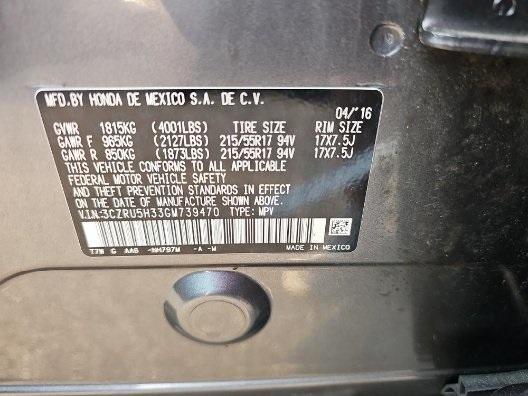 MFD.BY HONDA DE MEXICO S.A. DE C.V.
04/'16
GVWR 1815KG (4001LBS) TIRE SIZE RIM SIZE
GAWR F 965KG (2127LBS) 215/55R17 94V 17X7.5J
GAWR R 850KG (1873LBS) 215/55R17 94V 17X7.5J
THIS VEHICLE CONFORMS TO ALL APPLICABLE
FEDERAL MOTOR VEHICLE SAFETY AND
THEFT PREVENTION STANDARDS IN EFFECT
ON THE DATE OF MANUFACTURE SHOWN ABOVE.
V.I.N:3CZRU5H33GM739470 TYPE: MPV
T7W G AA6 -NH797M -A -M MADE IN MEXICO